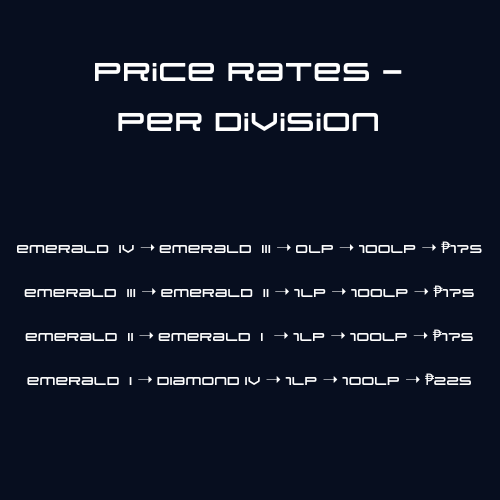 PRiCE RATES -
PER DiViSiON
EMERALD IV → EMERALD III → 0LP → 100LP → ₱175
EMERALD III → EMERALD II → 1LP → 100LP → ₱175
EMERALD II → EMERALD I → 1LP → 100LP → ₱175
EMERALD I → DIAMOND IV → 1LP → 100LP → ₱225